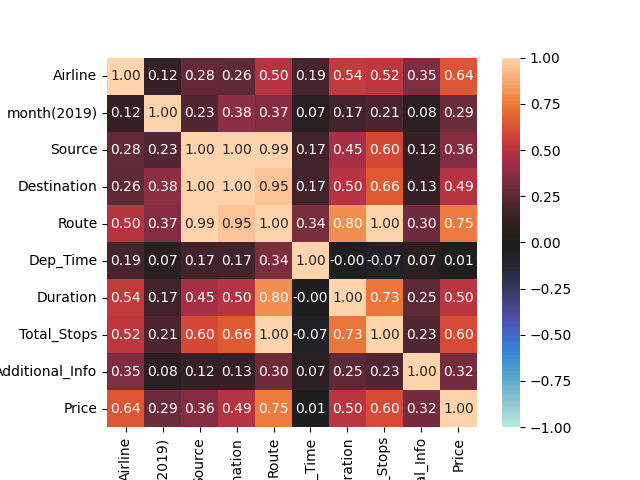 Airline 1.00 0.12 0.28 0.26 0.50 0.19 0.54 0.52 0.35 0.64
month(2019) 0.12 1.00 0.23 0.38 0.37 0.07 0.17 0.21 0.08 0.29
Source 0.28 0.23 1.00 1.00 0.99 0.17 0.45 0.60 0.12 0.36
Destination 0.26 0.38 1.00 1.00 0.95 0.17 0.50 0.66 0.13 0.49
Route 0.50 0.37 0.99 0.95 1.00 0.34 0.80 1.00 0.30 0.75
Dep_Time 0.19 0.07 0.17 0.17 0.34 1.00 -0.00 -0.07 0.07 0.01
Duration 0.54 0.17 0.45 0.50 0.80 -0.00 1.00 0.73 0.25 0.50
Total_Stops 0.52 0.21 0.60 0.66 1.00 -0.07 0.73 1.00 0.23 0.60
dditional_Info 0.35 0.08 0.12 0.13 0.30 0.07 0.25 0.23 1.00 0.32
Price 0.64 0.29 0.36 0.49 0.75 0.01 0.50 0.60 0.32 1.00
Airline
2019)
ource
nation
Route
_Time
ration
_Stops
al_Info
Price
1.00
0.75
0.50
0.25
0.00
−0.25
−0.50
−0.75
−1.00